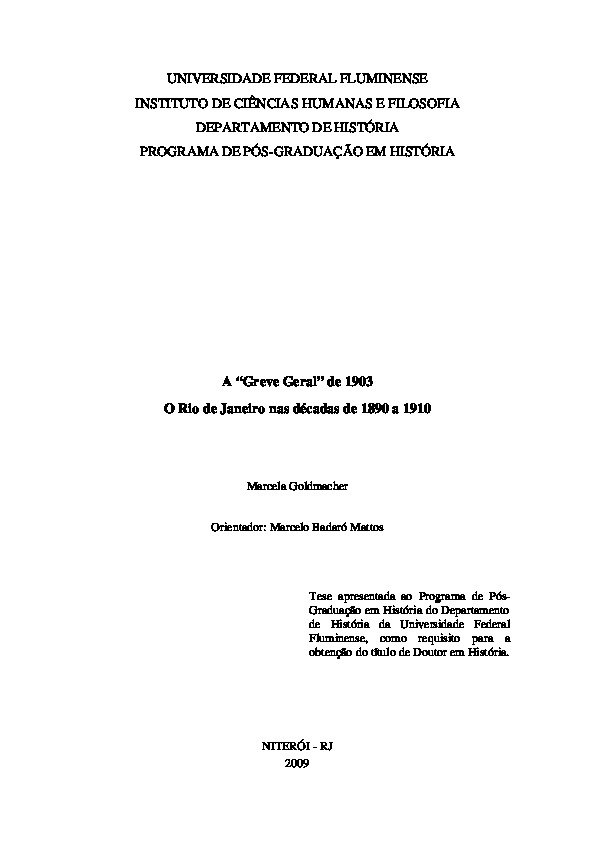 UNIVERSIDADE FEDERAL FLUMINENSE
INSTITUTO DE CIÊNCIAS HUMANAS E FILOSOFIA
DEPARTAMENTO DE HISTÓRIA
PROGRAMA DE PÓS-GRADUAÇÃO EM HISTÓRIA
A “Greve Geral” de 1903
O Rio de Janeiro nas décadas de 1890 a 1910
Marcela Goldmacher
Orientador: Marcelo Badaró Mattos
Tese apresentada ao Programa de Pós-
Graduação em História do Departamento
de História da Universidade Federal
Fluminense, como requisito para a
obtenção do título de Doutor em História.
NITERÓI - RJ
2009